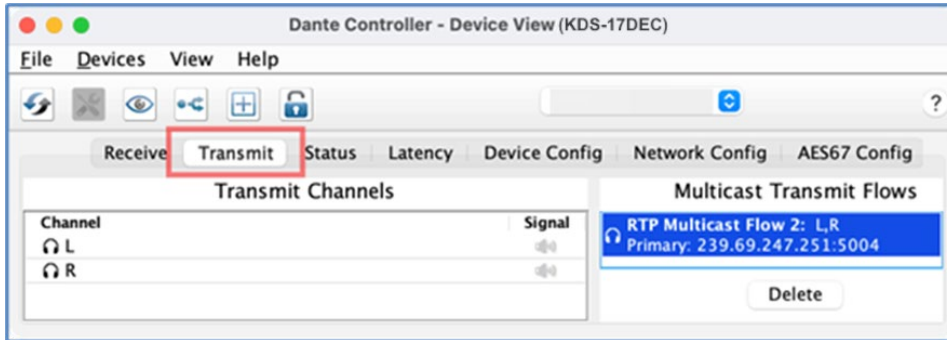 Dante Controller - Device View (KDS-17DEC)
File Devices View Help
?
Receive Transmit Status Latency Device Config Network Config AES67 Config
Transmit Channels
Channel Signal
L
R
Multicast Transmit Flows
RTP Multicast Flow 2: L,R
Primary: 239.69.247.251:5004
Delete